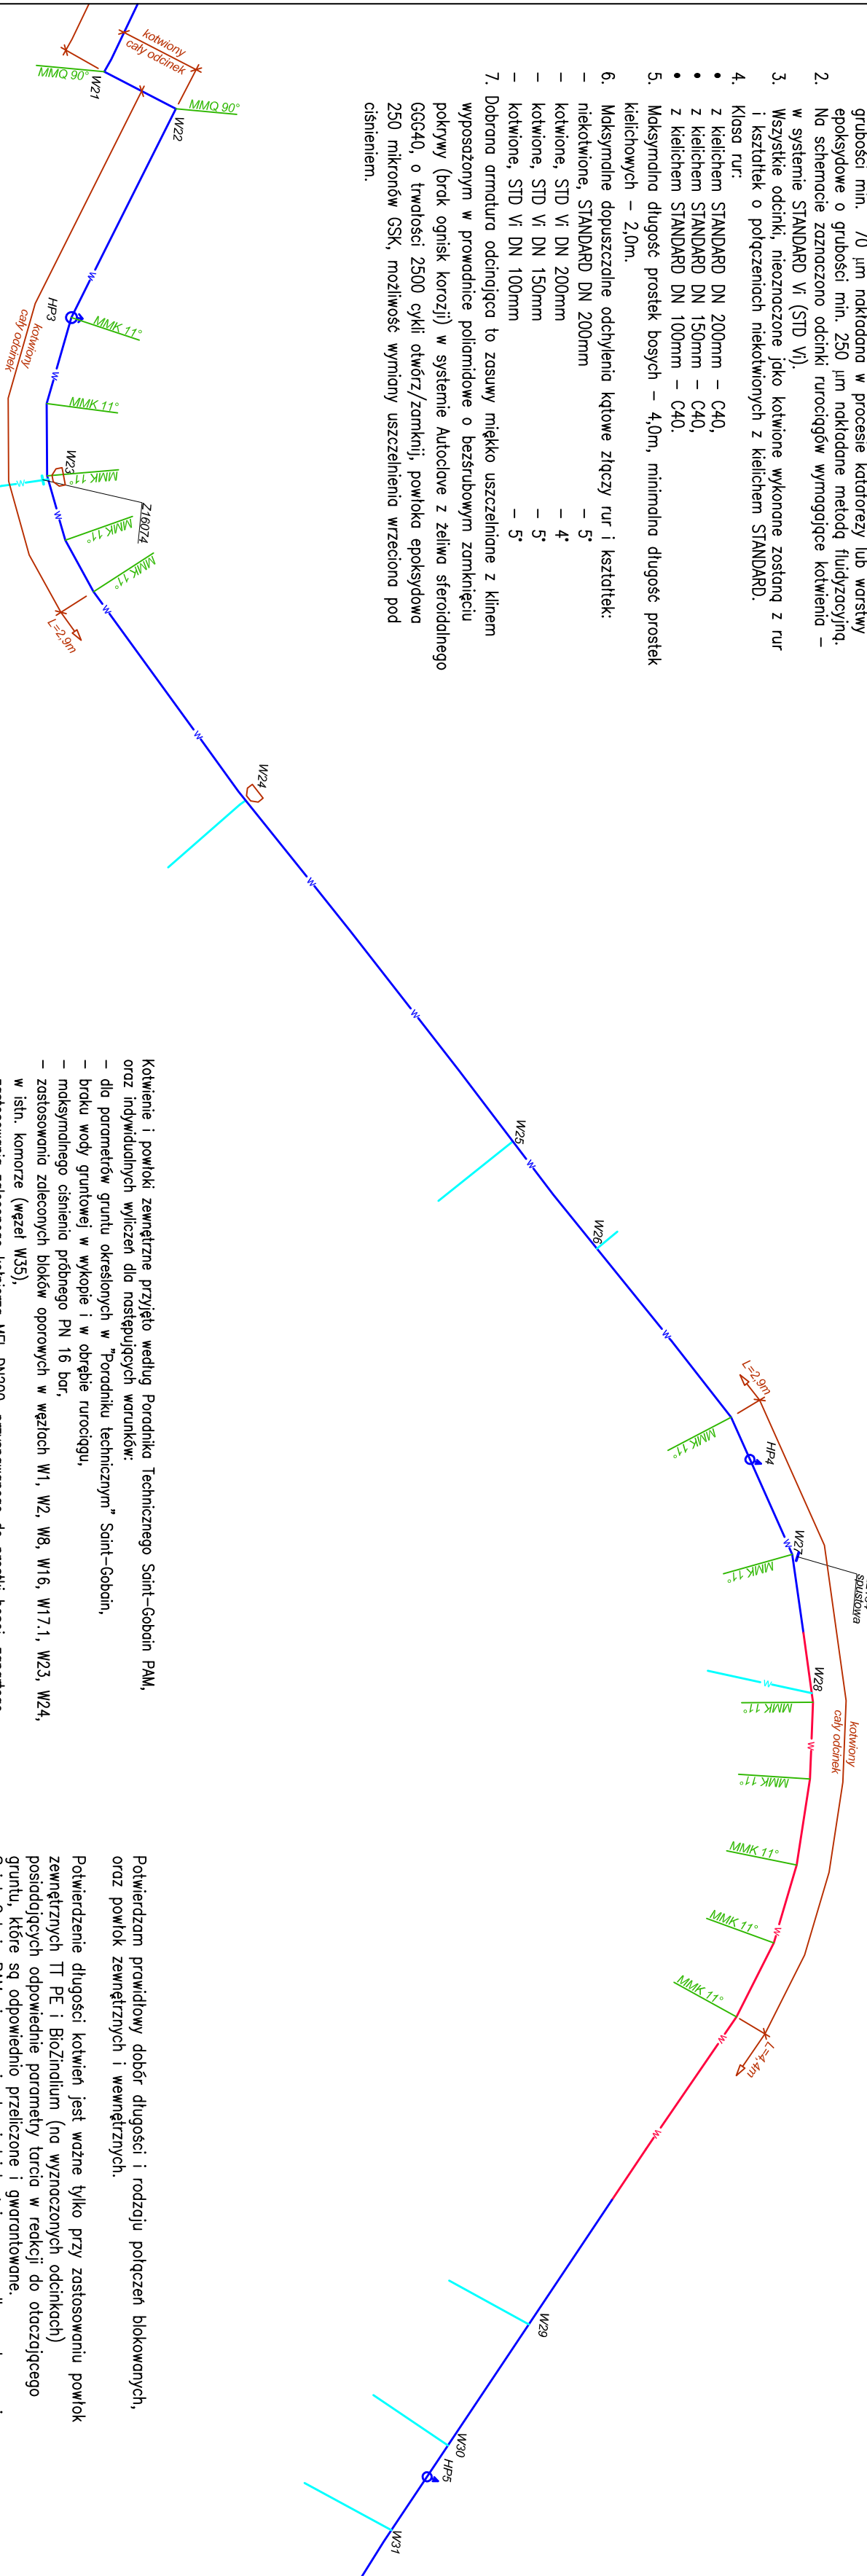 grubości min. 70 µm nakładana w procesie kataforezy lub warstwy
epoksydowe o grubości min. 250 µm nakładane metodą fluidyzacyjną.
2. Na schemacie zaznaczono odcinki rurociągów wymagające kotwienia –
w systemie STANDARD Vi (STD Vi).
3. Wszystkie odcinki, nieoznaczone jako kotwione wykonane zostaną z rur
i kształtek o połączeniach niekotwionych z kielichem STANDARD.
4. Klasa rur:
• z kielichem STANDARD DN 200mm – C40,
• z kielichem STANDARD DN 150mm – C40,
• z kielichem STANDARD DN 100mm – C40.
5. Maksymalna długość prostek bosych – 4,0m, minimalna długość prostek
kielichowych – 2,0m.
6. Maksymalne dopuszczalne odchylenia kątowe złączy rur i kształtek:
– niekotwione, STANDARD DN 200mm – 5°
– kotwione, STD Vi DN 200mm – 4°
– kotwione, STD Vi DN 150mm – 5°
– kotwione, STD Vi DN 100mm – 5°
7. Dobrana armatura odcinająca to zasuwy miękko uszczelniane z klinem
wyposażonym w prowadnice poliamidowe o bezśrubowym zamknięciu
pokrywy (brak ognisk korozji) w systemie Autoclave z żeliwa sferoidalnego
GGG40, o trwałości 2500 cykli otwórz/zamknij, powłoka epoksydowa
250 mikronów GSK, możliwość wymiany uszczelnienia wrzeciona pod
ciśnieniem.
kotwiony
cały odcinek
MMQ 90°
W21
MMQ 90°
W22
w
HP3
MMK 11°
kotwiony
cały odcinek
w
MMK 11°
W23
MMK 11°
Z16074
w
w
MMK 11°
MMK 11°
w
L=2,9m
w
W24
w
w
W25
w
W26
w
L=2,9m
MMK 11°
HP4
W27
w
MMK 11°
spustowa
W28
w
MMK 11°
kotwiony
cały odcinek
w
MMK 11°
MMK 11°
MMK 11°
w
MMK 11°
w
L=4,4m
w
W29
W30
HP5
W31
Kotwienie i powłoki zewnętrzne przyjęto według Poradnika Technicznego Saint–Gobain PAM,
oraz indywidualnych wyliczeń dla następujących warunków:
– dla parametrów gruntu określonych w "Poradniku technicznym" Saint–Gobain,
– braku wody gruntowej w wykopie i w obrębie rurociągu,
– maksymalnego ciśnienia próbnego PN 16 bar,
– zastosowania zaleconych bloków oporowych w węzłach W1, W2, W8, W16, W17.1, W23, W24,
w istn. komorze (węzeł W35),
Potwierdzam prawidłowy dobór długości i rodzaju połączeń blokowanych,
oraz powłok zewnętrznych i wewnętrznych.
Potwierdzenie długości kotwień jest ważne tylko przy zastosowaniu powłok
zewnętrznych TT PE i BioZinalium (na wyznaczonych odcinkach)
posiadających odpowiednie parametry tarcia w reakcji do otaczającego
gruntu, które są odpowiednio przeliczone i gwarantowane.